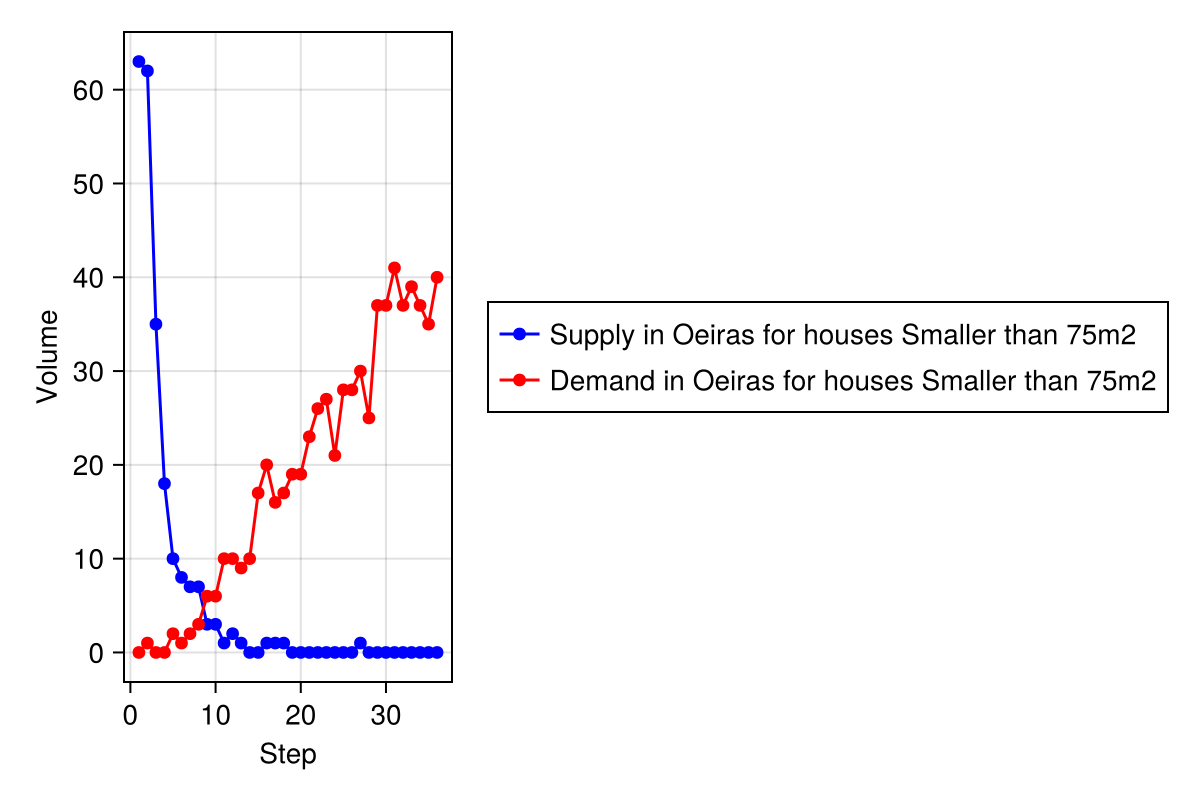 60
50
40
30
20
10
0
Volume
0 10 20 30
Step
Supply in Oeiras for houses Smaller than 75m2
Demand in Oeiras for houses Smaller than 75m2